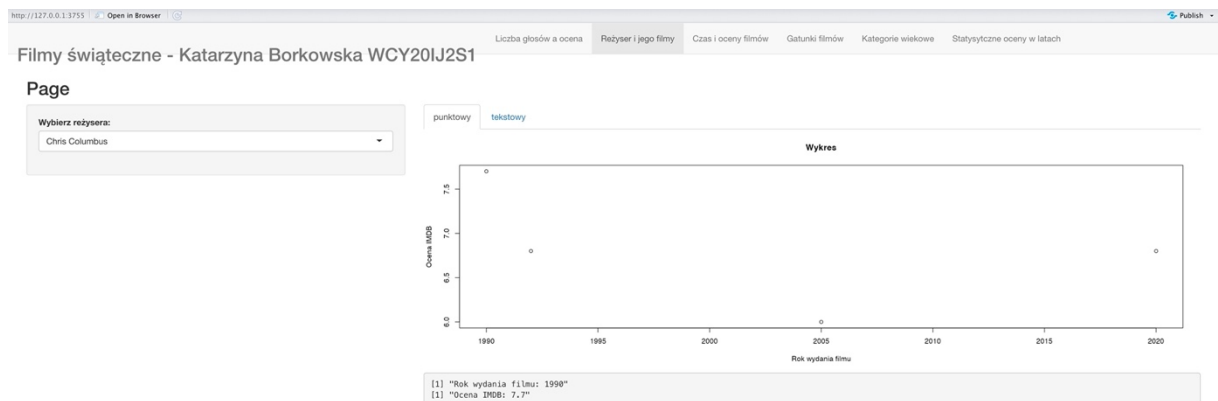 http://127.0.0.1:3755 Open in Browser Publish
Liczba głosów a ocena Reżyser i jego filmy Czas i oceny filmów Gatunki filmów Kategorie wiekowe Statysytczne oceny w latach
Filmy świąteczne - Katarzyna Borkowska WCY20IJ2S1
Page
Wybierz reżysera:
Chris Columbus
punktowy tekstowy
Wykres
Ocena IMDB
7.5
7.0
6.5
6.0
1990 1995 2000 2005 2010 2015 2020
Rok wydania filmu
[1] "Rok wydania filmu: 1990"
[1] "Ocena IMDB: 7.7"